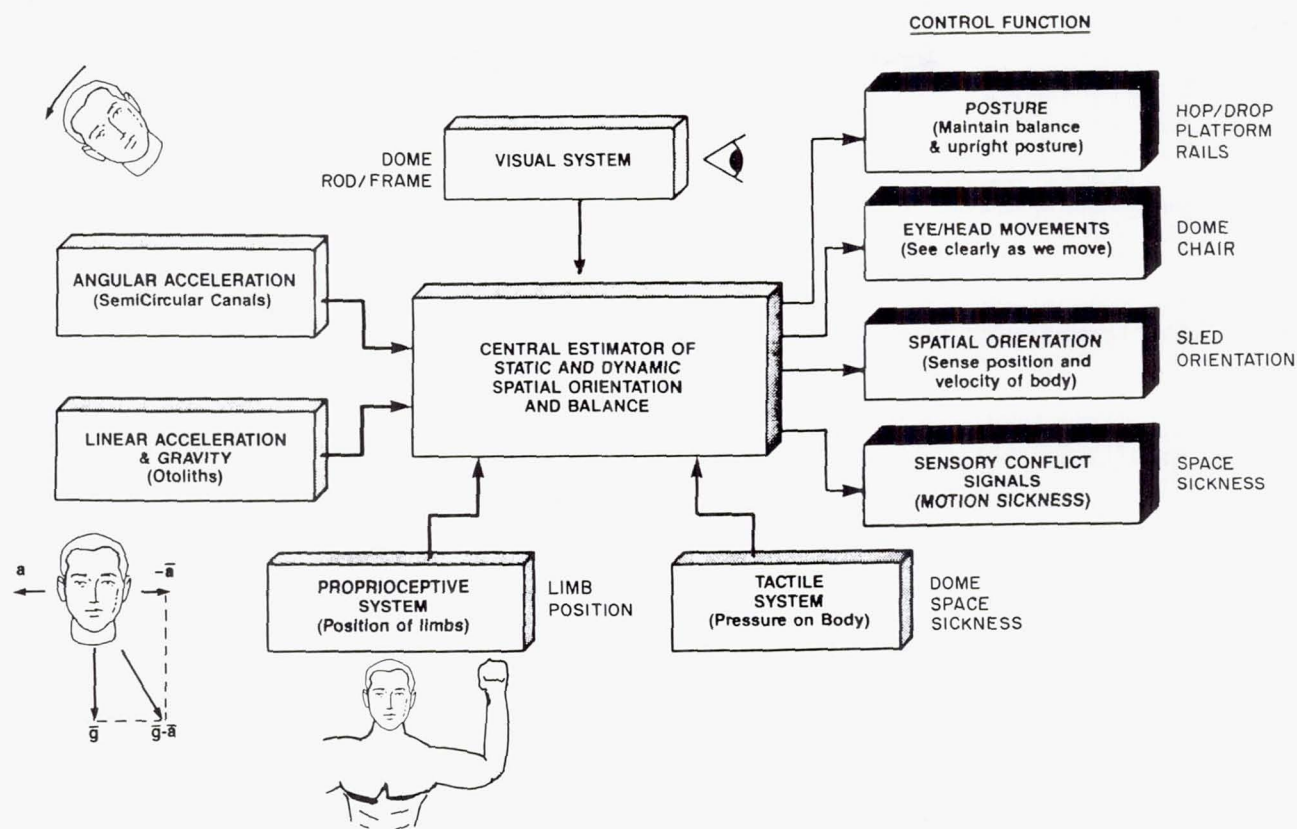 CONTROL FUNCTION
POSTURE
(Maintain balance
& upright posture)
HOP/DROP
PLATFORM
RAILS
VISUAL SYSTEM
DOME
ROD/FRAME
EYE/HEAD MOVEMENTS
(See clearly as we move)
DOME
CHAIR
ANGULAR ACCELERATION
(SemiCircular Canals)
CENTRAL ESTIMATOR OF
STATIC AND DYNAMIC
SPATIAL ORIENTATION
AND BALANCE
SPATIAL ORIENTATION
(Sense position and
velocity of body)
SLED
ORIENTATION
LINEAR ACCELERATION
& GRAVITY
(Otoliths)
SENSORY CONFLICT
SIGNALS
(MOTION SICKNESS)
SPACE
SICKNESS
a
-a̅
g̅
g̅-a̅
PROPRIOCEPTIVE
SYSTEM
(Position of limbs)
LIMB
POSITION
TACTILE
SYSTEM
(Pressure on Body)
DOME
SPACE
SICKNESS